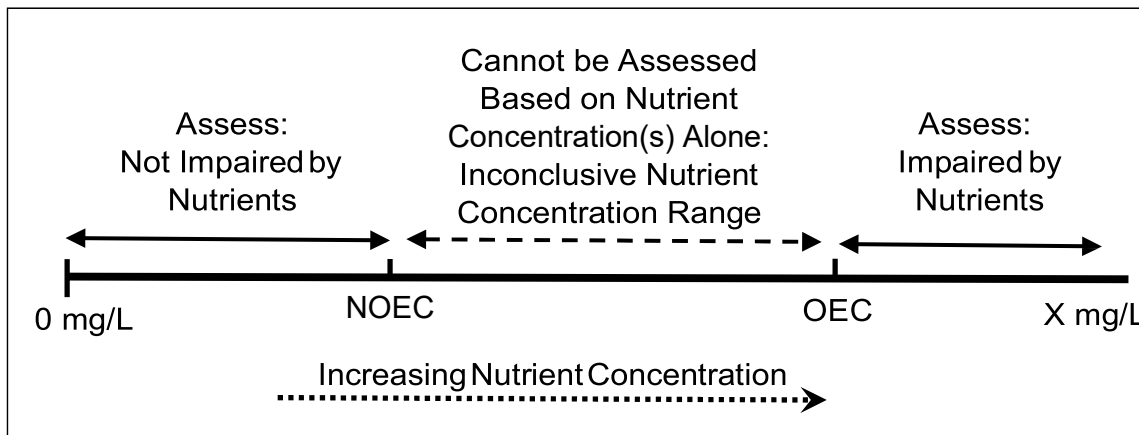 Assess:
Not Impaired by
Nutrients
Cannot be Assessed
Based on Nutrient
Concentration(s) Alone:
Inconclusive Nutrient
Concentration Range
Assess:
Impaired by
Nutrients
0 mg/L
NOEC
OEC
X mg/L
Increasing Nutrient Concentration